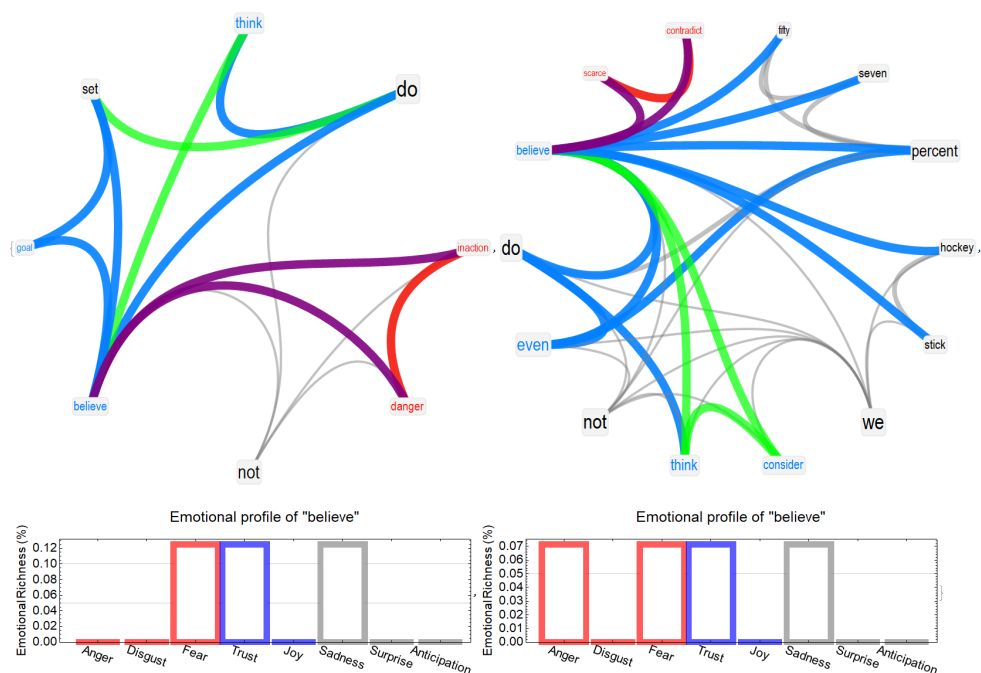 think
set
do
{ goal
inaction ,
believe
danger
not
contradict
fifty
scarce
seven
believe
percent
do
hockey ,
even
stick
not
we
think
consider
Emotional profile of "believe"
Emotional Richness (%)
0.12
0.10
0.08
0.06
0.04
0.02
0.00
Anger Disgust Fear Trust Joy Sadness Surprise Anticipation
,
Emotional profile of "believe"
Emotional Richness (%)
0.07
0.06
0.05
0.04
0.03
0.02
0.01
0.00
Anger Disgust Fear Trust Joy Sadness Surprise Anticipation
}